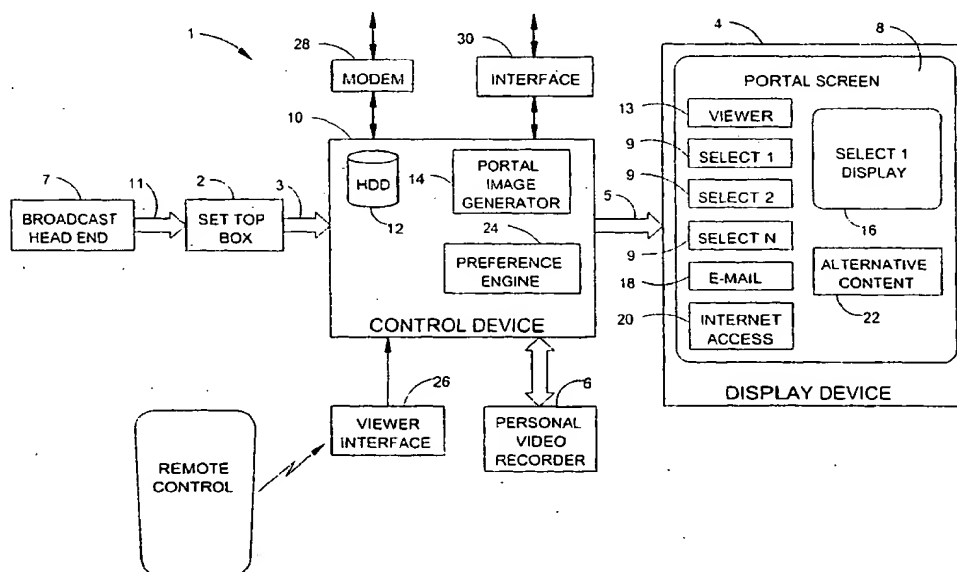 1
28
MODEM
30
INTERFACE
4
8
PORTAL SCREEN
13
VIEWER
9
SELECT 1
9
SELECT 2
9
SELECT N
18
E-MAIL
20
INTERNET
ACCESS
SELECT 1
DISPLAY
16
ALTERNATIVE
CONTENT
22
DISPLAY DEVICE
10
HDD
12
14
PORTAL
IMAGE
GENERATOR
24
PREFERENCE
ENGINE
CONTROL DEVICE
5
7
BROADCAST
HEAD END
11
2
SET TOP
BOX
3
26
VIEWER
INTERFACE
6
PERSONAL
VIDEO
RECORDER
REMOTE
CONTROL